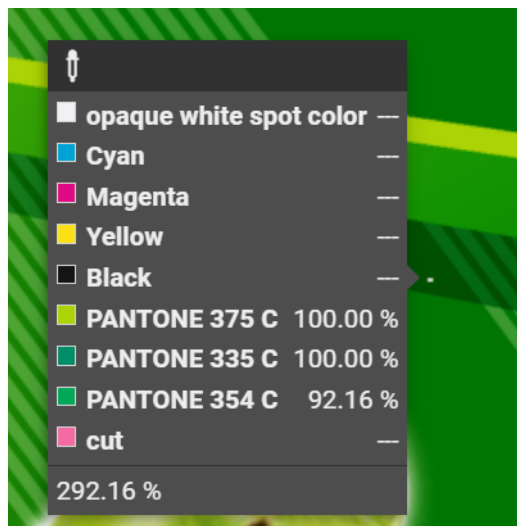 opaque white spot color ---
Cyan ---
Magenta ---
Yellow ---
Black ---
PANTONE 375 C 100.00 %
PANTONE 335 C 100.00 %
PANTONE 354 C 92.16 %
cut ---
292.16 %